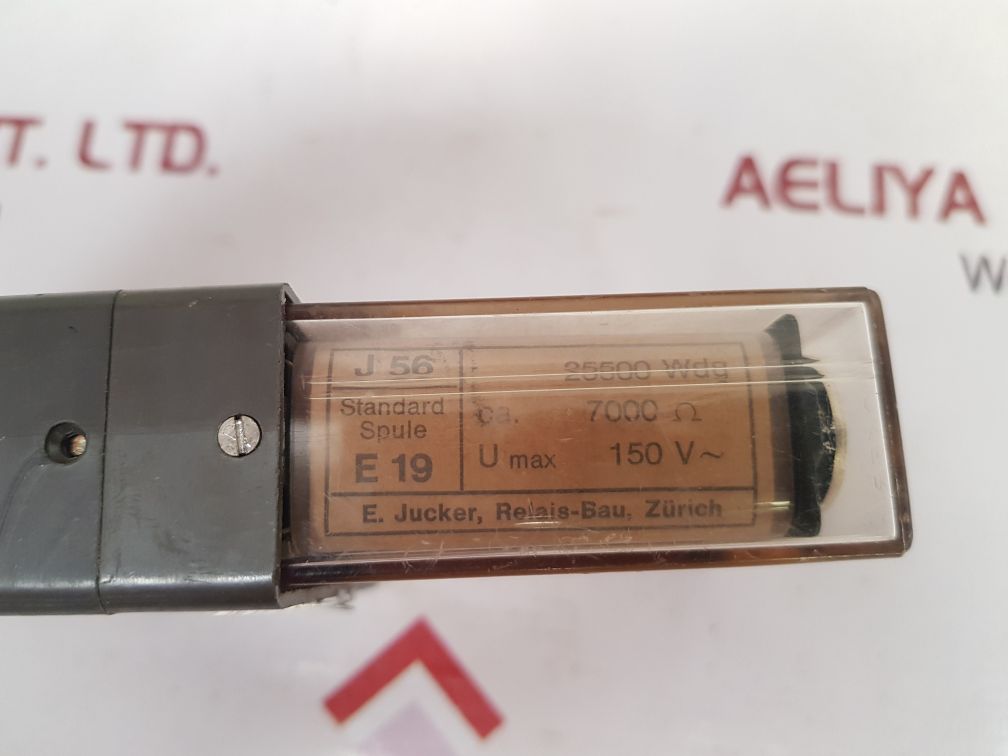 T. LTD.
AELIYA
W
J 56
Standard
Spule
E 19
25500 Wdg
ca. 7000 Ω
U max 150 V~
E. Jucker, Relais-Bau, Zürich